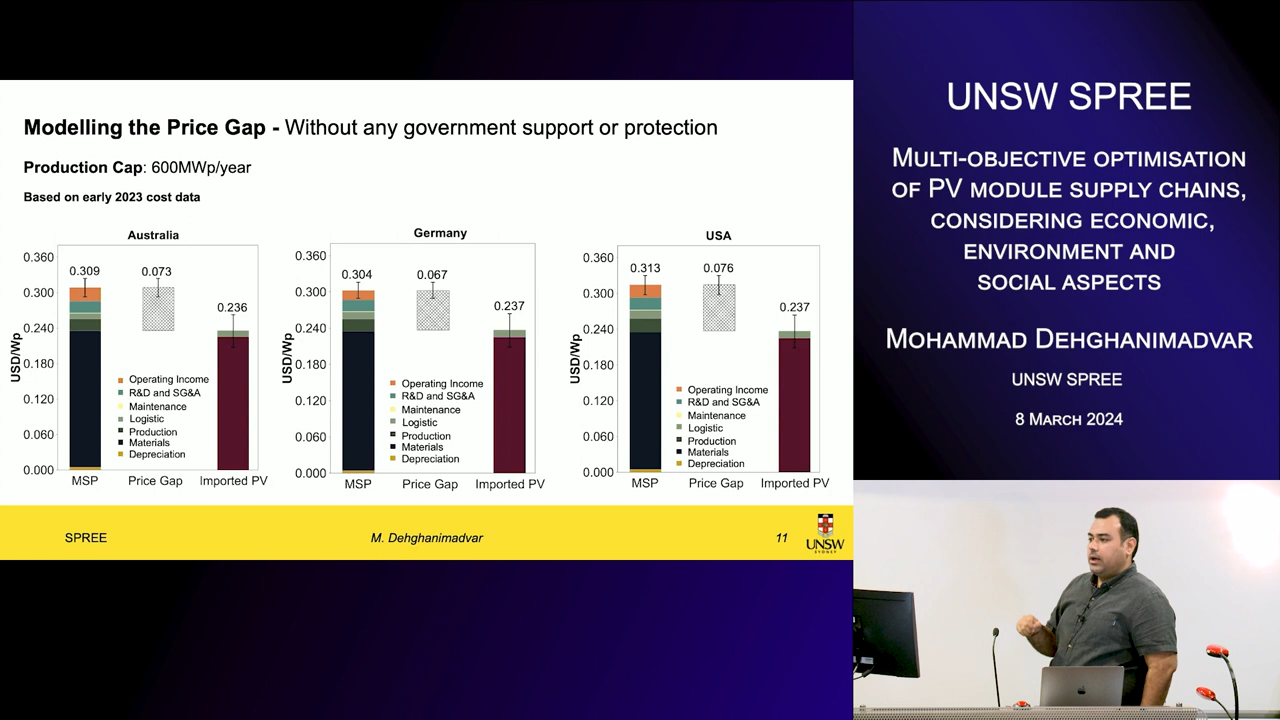 Modelling the Price Gap - Without any government support or protection
Production Cap: 600MWp/year
Based on early 2023 cost data
Australia
USD/Wp
0.360
0.300
0.240
0.180
0.120
0.060
0.000
0.309
0.073
0.236
Operating Income
R&D and SG&A
Maintenance
Logistic
Production
Materials
Depreciation
MSP
Price Gap
Imported PV
Germany
USD/Wp
0.360
0.300
0.240
0.180
0.120
0.060
0.000
0.304
0.067
0.237
Operating Income
R&D and SG&A
Maintenance
Logistic
Production
Materials
Depreciation
MSP
Price Gap
Imported PV
USA
USD/Wp
0.360
0.300
0.240
0.180
0.120
0.060
0.000
0.313
0.076
0.237
Operating Income
R&D and SG&A
Maintenance
Logistic
Production
Materials
Depreciation
MSP
Price Gap
Imported PV
SPREE
M. Dehghanimadvar
11
UNSW
SYDNEY
UNSW SPREE
MULTI-OBJECTIVE OPTIMISATION
OF PV MODULE SUPPLY CHAINS,
CONSIDERING ECONOMIC,
ENVIRONMENT AND
SOCIAL ASPECTS
MOHAMMAD DEHGHANIMADVAR
UNSW SPREE
8 MARCH 2024